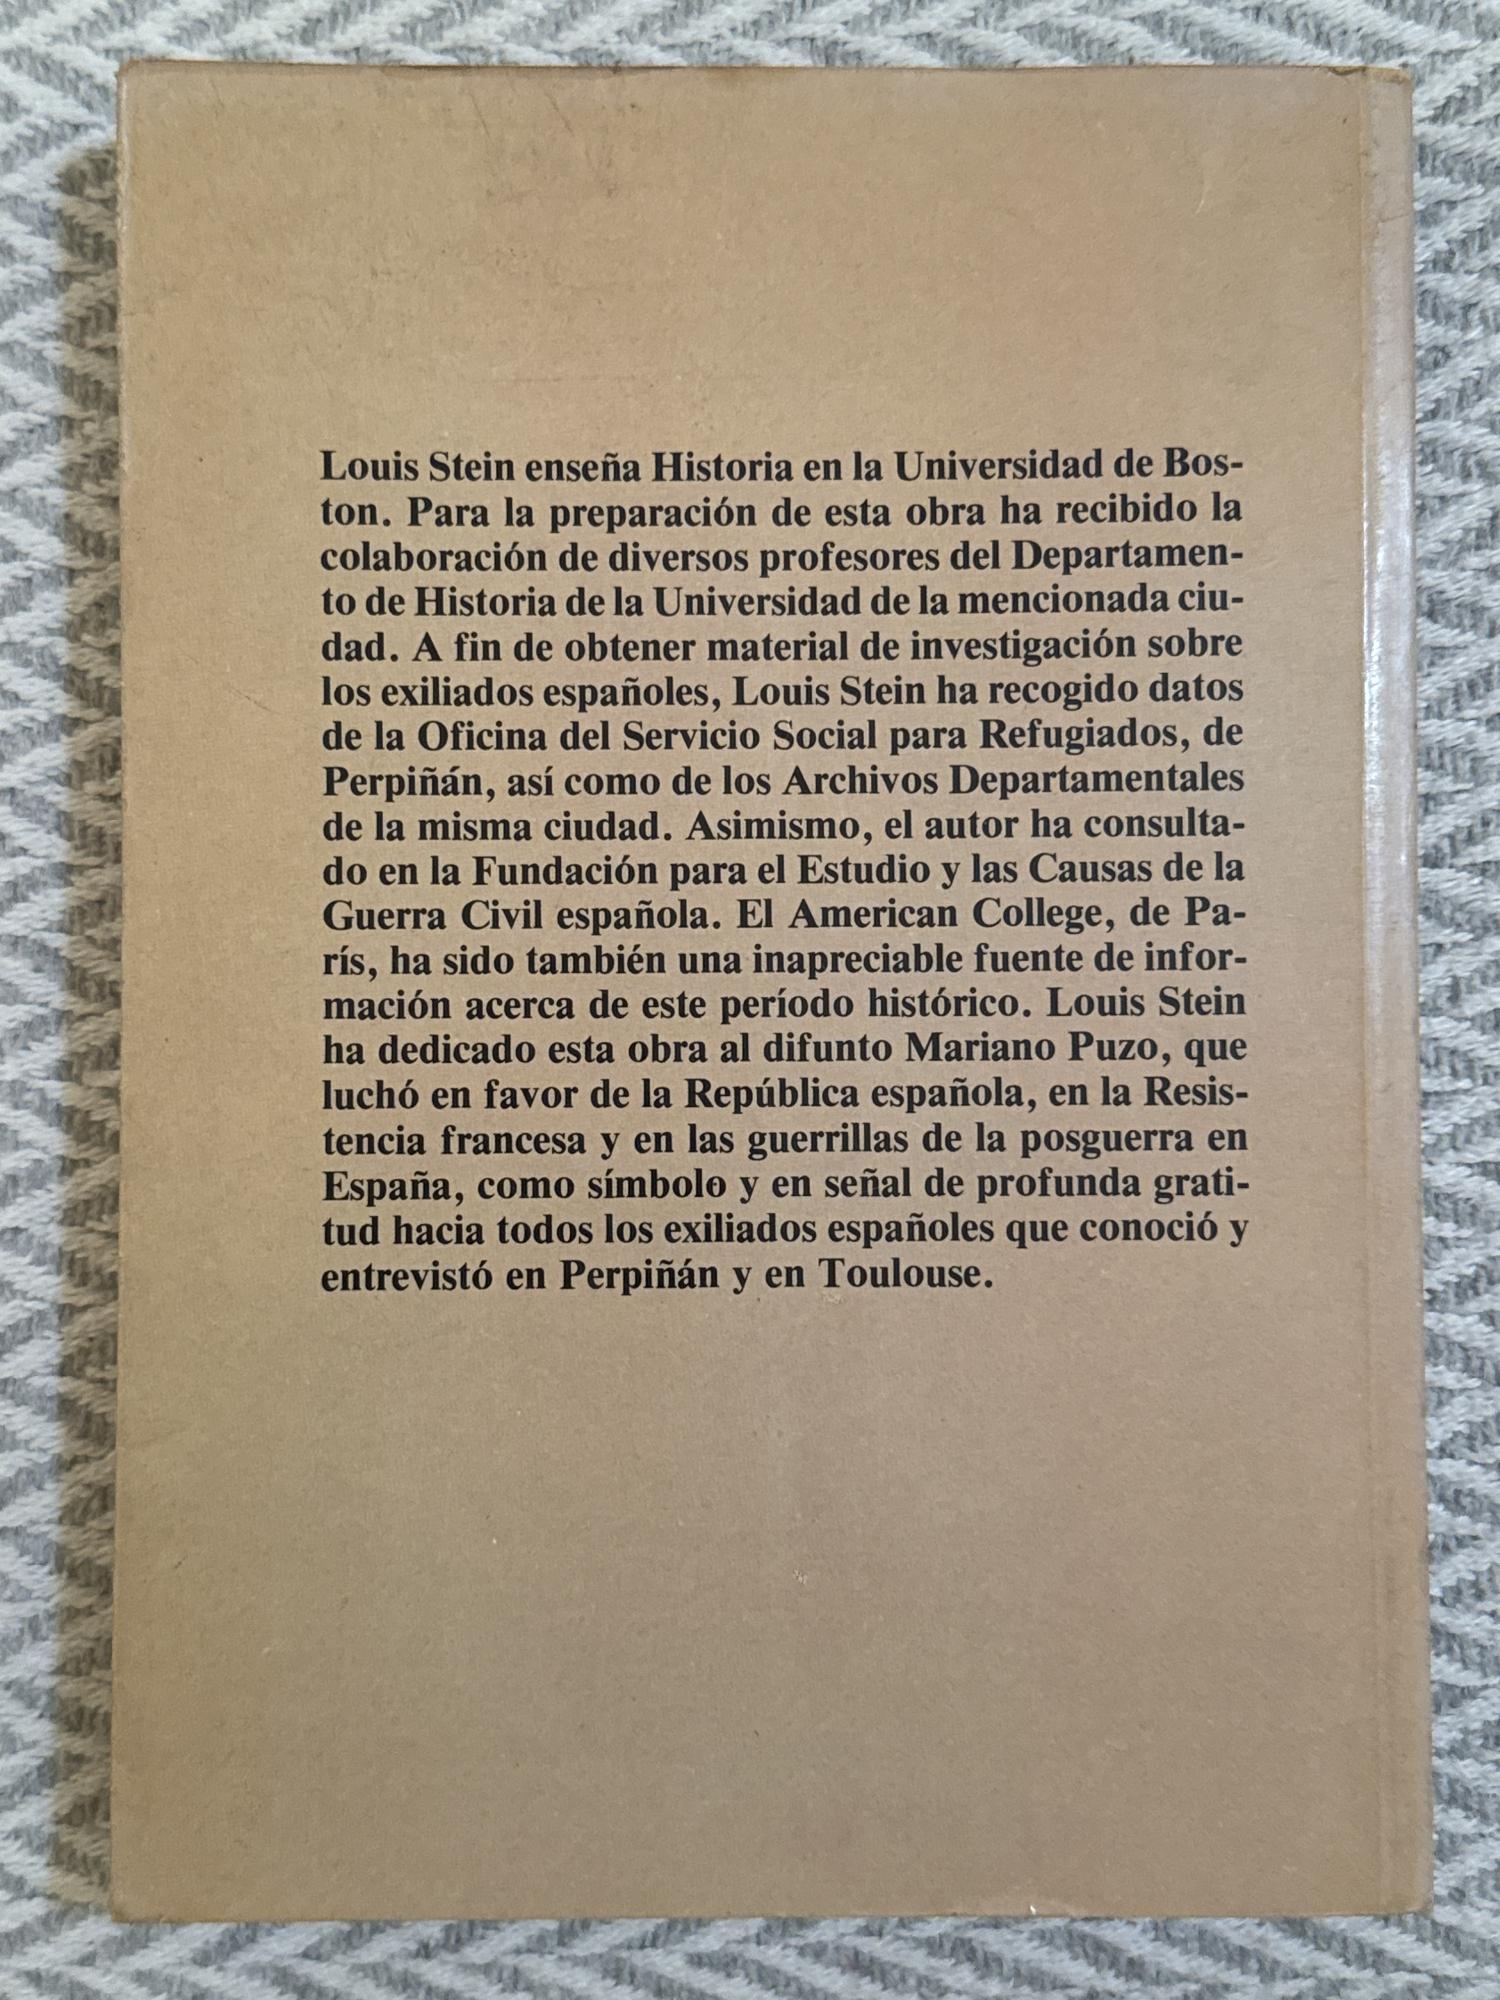 Louis Stein enseña Historia en la Universidad de Bos-
ton. Para la preparación de esta obra ha recibido la
colaboración de diversos profesores del Departamen-
to de Historia de la Universidad de la mencionada ciu-
dad. A fin de obtener material de investigación sobre
los exiliados españoles, Louis Stein ha recogido datos
de la Oficina del Servicio Social para Refugiados, de
Perpiñán, así como de los Archivos Departamentales
de la misma ciudad. Asimismo, el autor ha consulta-
do en la Fundación para el Estudio y las Causas de la
Guerra Civil española. El American College, de Pa-
rís, ha sido también una inapreciable fuente de infor-
mación acerca de este período histórico. Louis Stein
ha dedicado esta obra al difunto Mariano Puzo, que
luchó en favor de la República española, en la Resis-
tencia francesa y en las guerrillas de la posguerra en
España, como símbolo y en señal de profunda grati-
tud hacia todos los exiliados españoles que conoció y
entrevistó en Perpiñán y en Toulouse.